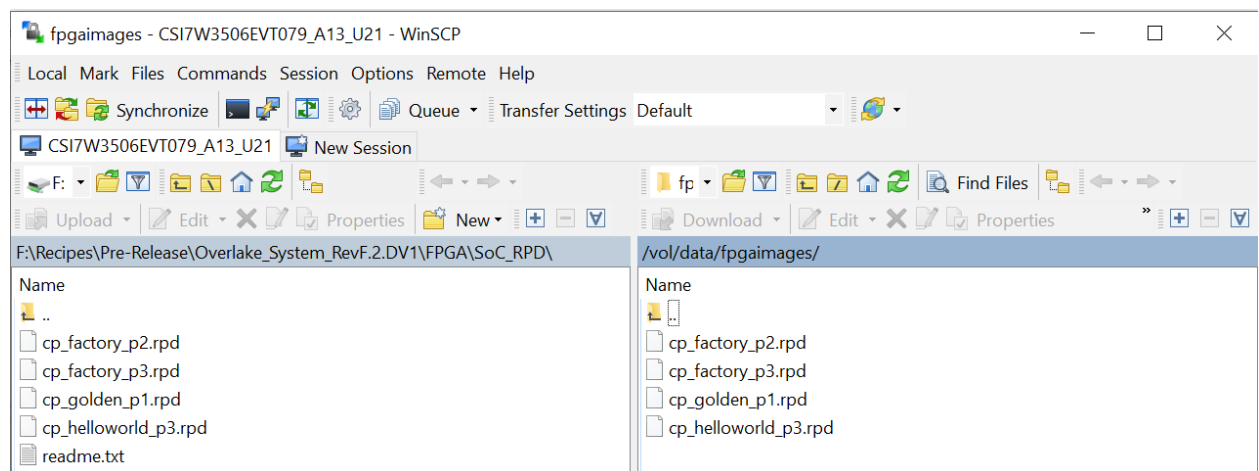 fpgaimages - CSI7W3506EVT079_A13_U21 - WinSCP
Local Mark Files Commands Session Options Remote Help
Synchronize Queue Transfer Settings Default
CSI7W3506EVT079_A13_U21 New Session
F: fp Find Files
Upload Edit Properties New Download Edit Properties »
F:\Recipes\Pre-Release\Overlake_System_RevF.2.DV1\FPGA\SoC_RPD\ /vol/data/fpgaimages/
Name Name
.. ..
cp_factory_p2.rpd cp_factory_p2.rpd
cp_factory_p3.rpd cp_factory_p3.rpd
cp_golden_p1.rpd cp_golden_p1.rpd
cp_helloworld_p3.rpd cp_helloworld_p3.rpd
readme.txt